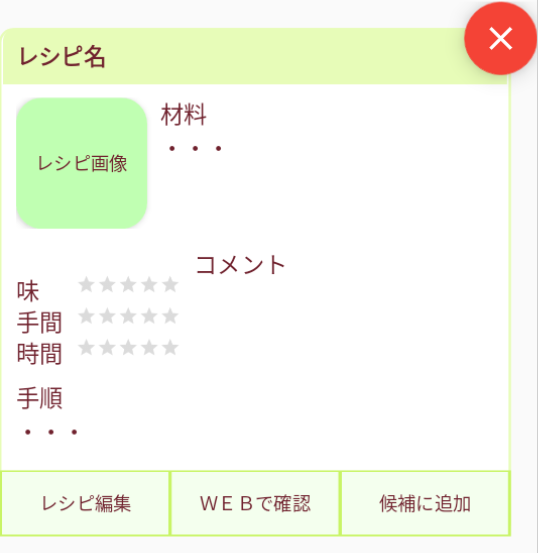 レシピ名
レシピ画像
材料
・・・
コメント
味
手間
時間
手順
・・・
レシピ編集
ＷＥＢで確認
候補に追加